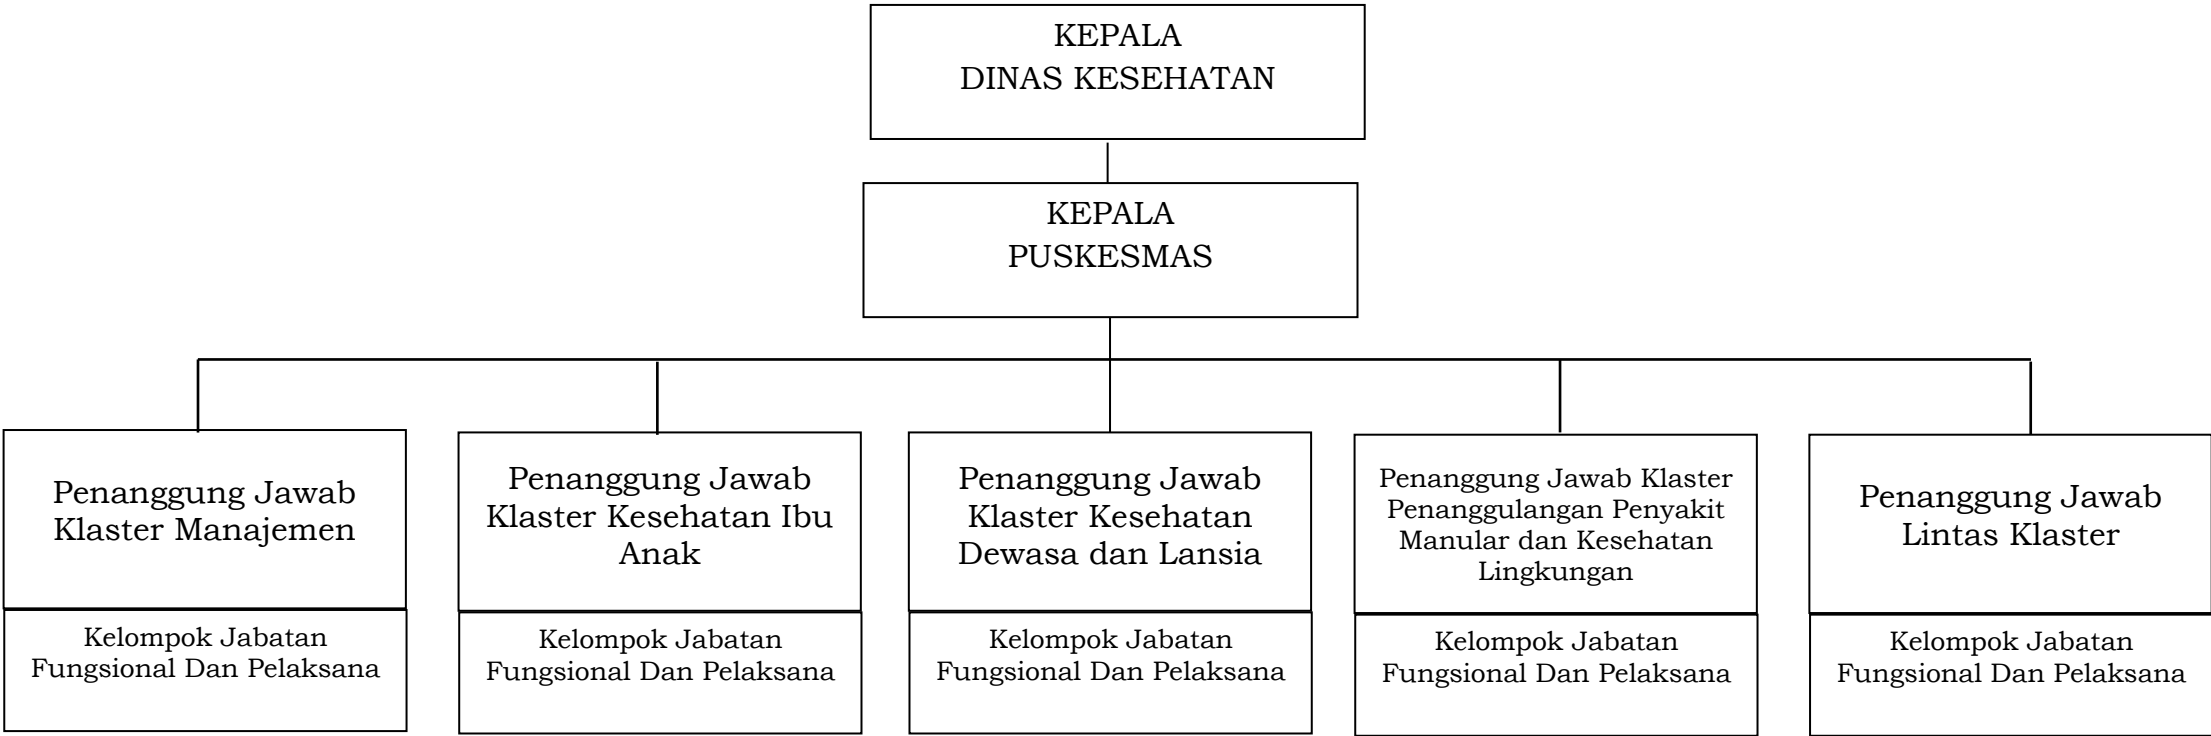 KEPALA
DINAS KESEHATAN
KEPALA
PUSKESMAS
Penanggung Jawab
Klaster Manajemen
Kelompok Jabatan
Fungsional Dan Pelaksana
Penanggung Jawab
Klaster Kesehatan Ibu
Anak
Kelompok Jabatan
Fungsional Dan Pelaksana
Penanggung Jawab
Klaster Kesehatan
Dewasa dan Lansia
Kelompok Jabatan
Fungsional Dan Pelaksana
Penanggung Jawab Klaster
Penanggulangan Penyakit
Manular dan Kesehatan
Lingkungan
Kelompok Jabatan
Fungsional Dan Pelaksana
Penanggung Jawab
Lintas Klaster
Kelompok Jabatan
Fungsional Dan Pelaksana